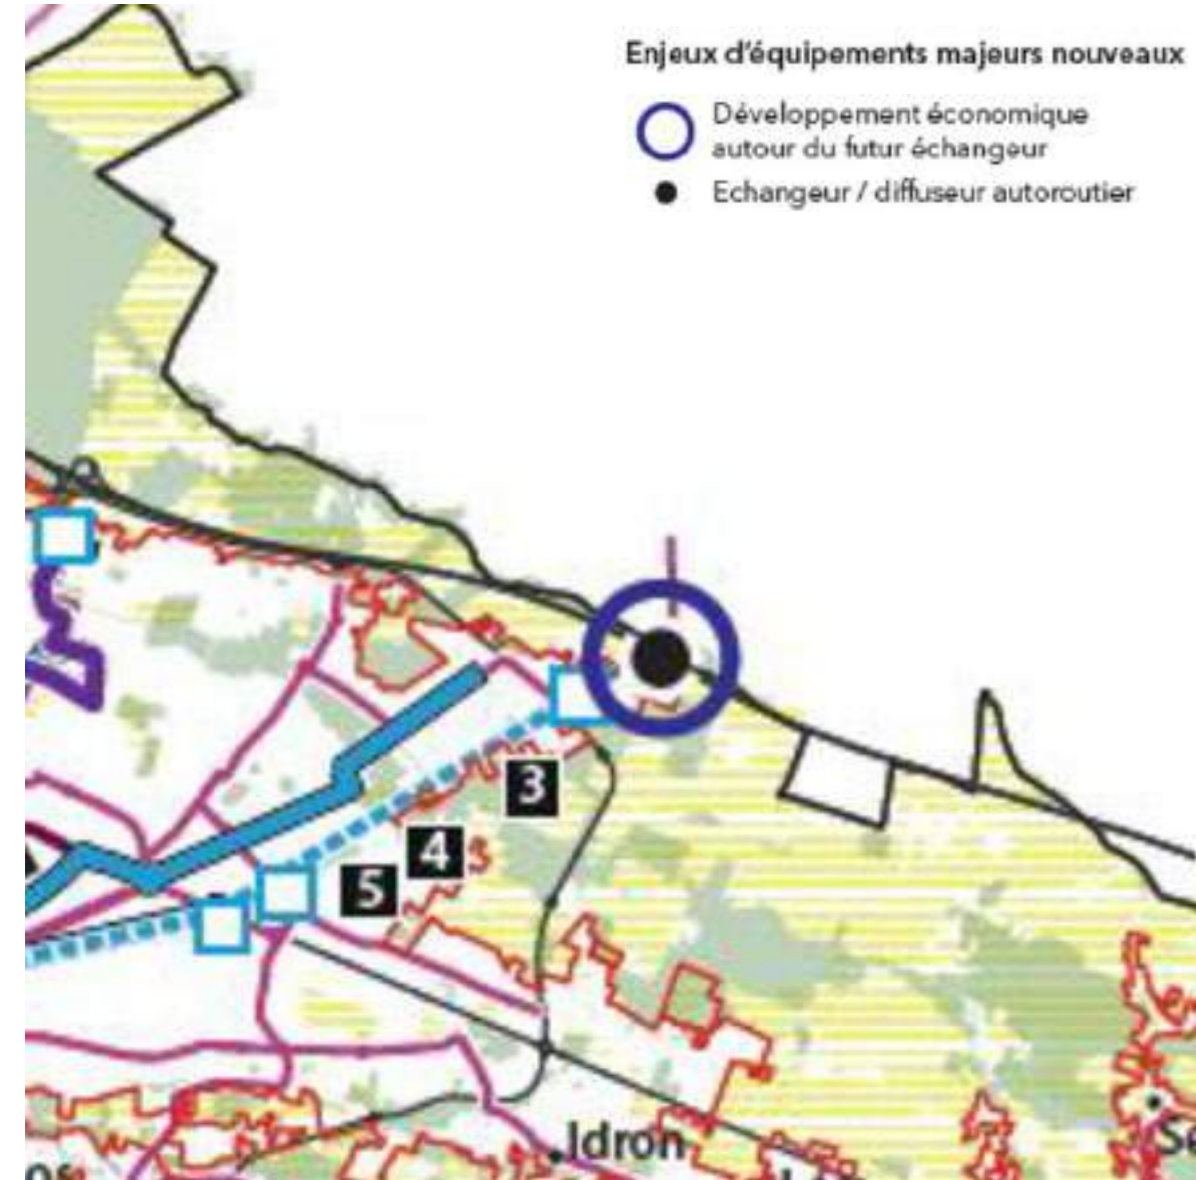 Enjeux d'équipements majeurs nouveaux
Développement économique
autour du futur échangeur
Echangeur / diffuseur autoroutier
3
4
5
Idron